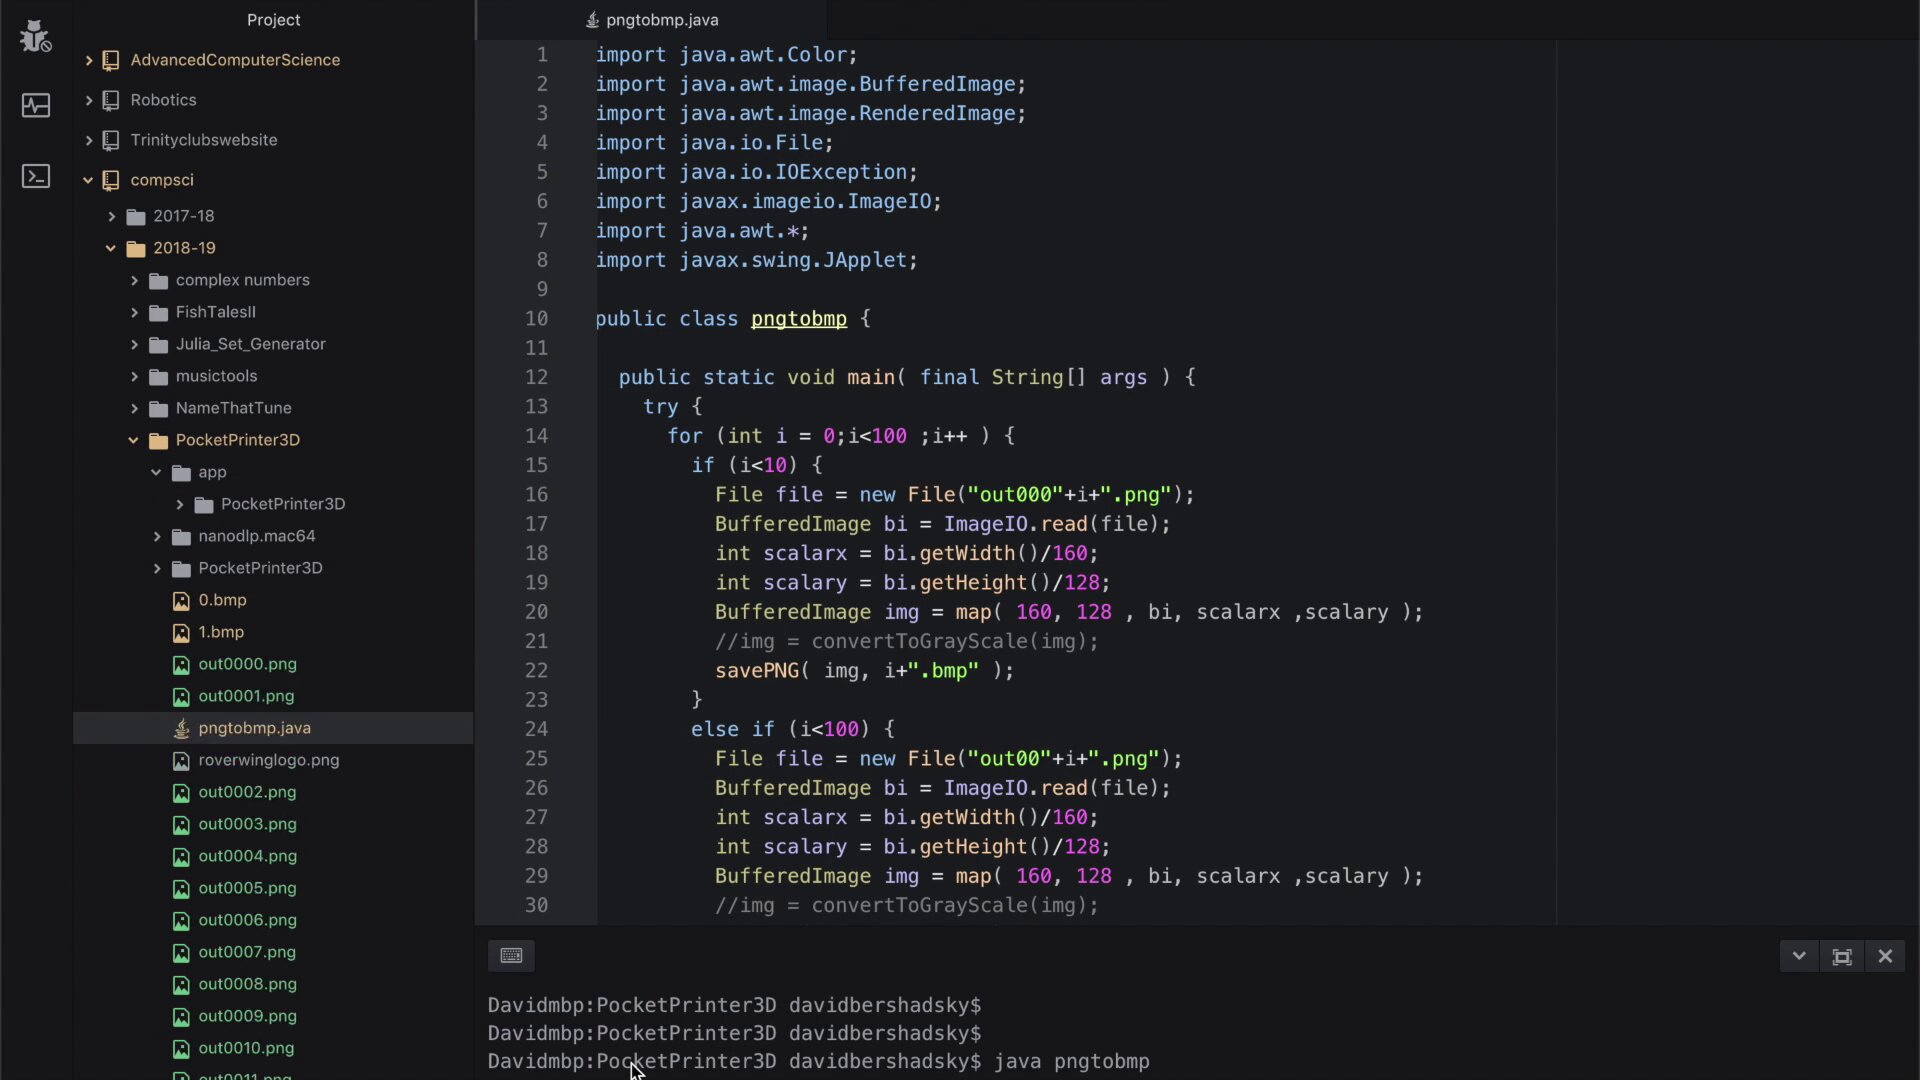 Project
AdvancedComputerScience
Robotics
Trinityclubswebsite
compsci
2017-18
2018-19
complex numbers
FishTalesII
Julia_Set_Generator
musictools
NameThatTune
PocketPrinter3D
app
PocketPrinter3D
nanodlp.mac64
PocketPrinter3D
0.bmp
1.bmp
out0000.png
out0001.png
pngtobmp.java
roverwinglogo.png
out0002.png
out0003.png
out0004.png
out0005.png
out0006.png
out0007.png
out0008.png
out0009.png
out0010.png
out0011.png
pngtobmp.java
1 import java.awt.Color;
2 import java.awt.image.BufferedImage;
3 import java.awt.image.RenderedImage;
4 import java.io.File;
5 import java.io.IOException;
6 import javax.imageio.ImageIO;
7 import java.awt.*;
8 import javax.swing.JApplet;
9
10 public class pngtobmp {
11
12 public static void main( final String[] args ) {
13 try {
14 for (int i = 0;i<100 ;i++ ) {
15 if (i<10) {
16 File file = new File("out000"+i+".png");
17 BufferedImage bi = ImageIO.read(file);
18 int scalarx = bi.getWidth()/160;
19 int scalary = bi.getHeight()/128;
20 BufferedImage img = map( 160, 128 , bi, scalarx ,scalary );
21 //img = convertToGrayScale(img);
22 savePNG( img, i+".bmp" );
23 }
24 else if (i<100) {
25 File file = new File("out00"+i+".png");
26 BufferedImage bi = ImageIO.read(file);
27 int scalarx = bi.getWidth()/160;
28 int scalary = bi.getHeight()/128;
29 BufferedImage img = map( 160, 128 , bi, scalarx ,scalary );
30 //img = convertToGrayScale(img);
Davidmbp:PocketPrinter3D davidbershadsky$
Davidmbp:PocketPrinter3D davidbershadsky$
Davidmbp:PocketPrinter3D davidbershadsky$ java pngtobmp